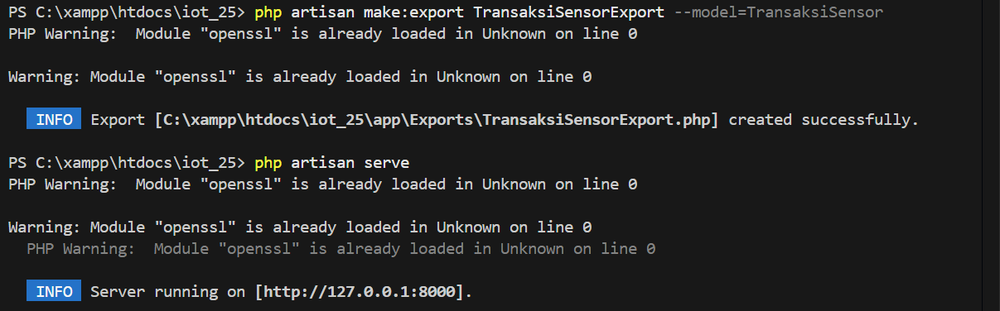 PS C:\xampp\htdocs\iot_25> php artisan make:export TransaksiSensorExport --model=TransaksiSensor
PHP Warning:  Module "openssl" is already loaded in Unknown on line 0
Warning: Module "openssl" is already loaded in Unknown on line 0
INFO  Export [C:\xampp\htdocs\iot_25\app\Exports\TransaksiSensorExport.php] created successfully.
PS C:\xampp\htdocs\iot_25> php artisan serve
PHP Warning:  Module "openssl" is already loaded in Unknown on line 0
Warning: Module "openssl" is already loaded in Unknown on line 0
PHP Warning:  Module "openssl" is already loaded in Unknown on line 0
INFO  Server running on [http://127.0.0.1:8000].